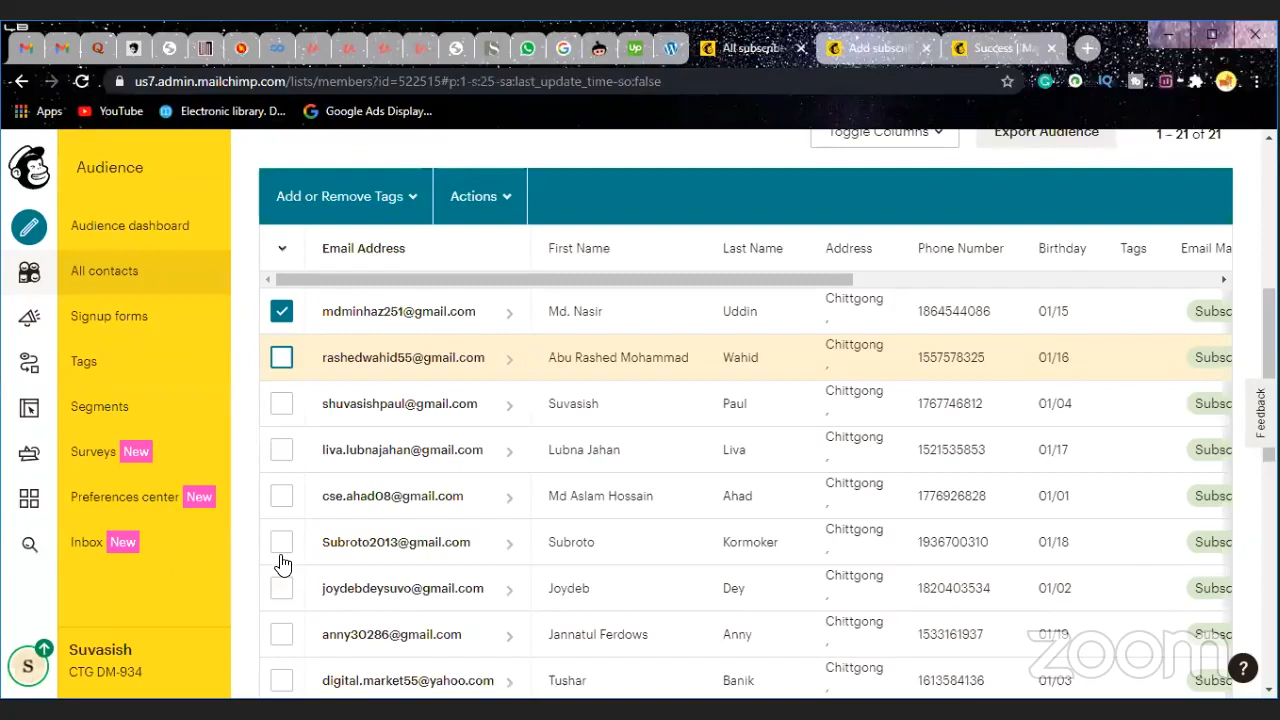 All subscrib
Add subscrib
Success | Ma
us7.admin.mailchimp.com/lists/members?id=522515#p:1-s:25-sa:last_update_time-so:false
Apps YouTube Electronic library. D... Google Ads Display...
Audience
Audience dashboard
All contacts
Signup forms
Tags
Segments
Surveys New
Preferences center New
Inbox New
Suvasish
CTG DM-934
S
Toggle Columns
Export Audience
1 - 21 of 21
Add or Remove Tags Actions
Email Address First Name Last Name Address Phone Number Birthday Tags Email Ma
mdminhaz251@gmail.com Md. Nasir Uddin Chittgong , 1864544086 01/15 Subsc
rashedwahid55@gmail.com Abu Rashed Mohammad Wahid Chittgong , 1557578325 01/16 Subsc
shuvasishpaul@gmail.com Suvasish Paul Chittgong , 1767746812 01/04 Subsc
liva.lubnajahan@gmail.com Lubna Jahan Liva Chittgong , 1521535853 01/17 Subsc
cse.ahad08@gmail.com Md Aslam Hossain Ahad Chittgong , 1776926828 01/01 Subsc
Subroto2013@gmail.com Subroto Kormoker Chittgong , 1936700310 01/18 Subsc
joydebdeysuvo@gmail.com Joydeb Dey Chittgong , 1820403534 01/02 Subsc
anny30286@gmail.com Jannatul Ferdows Anny Chittgong , 1533161937 01/19 Subsc
digital.market55@yahoo.com Tushar Banik Chittgong 1613584136 01/03 Subsc
Feedback
zoom
?